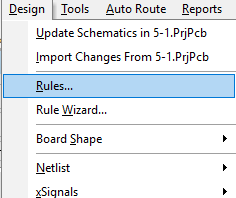 Design Tools Auto Route Reports
Update Schematics in 5-1.PrjPcb
Import Changes From 5-1.PrjPcb
Rules...
Rule Wizard...
Board Shape
Netlist
xSignals